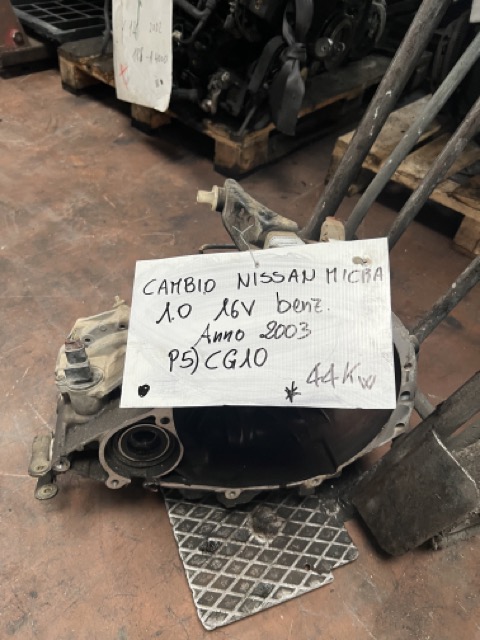 CAMBIO NISSAN MICRA
1.0 16V benz.
Anno 2003
P5) CG10
* 44Kw